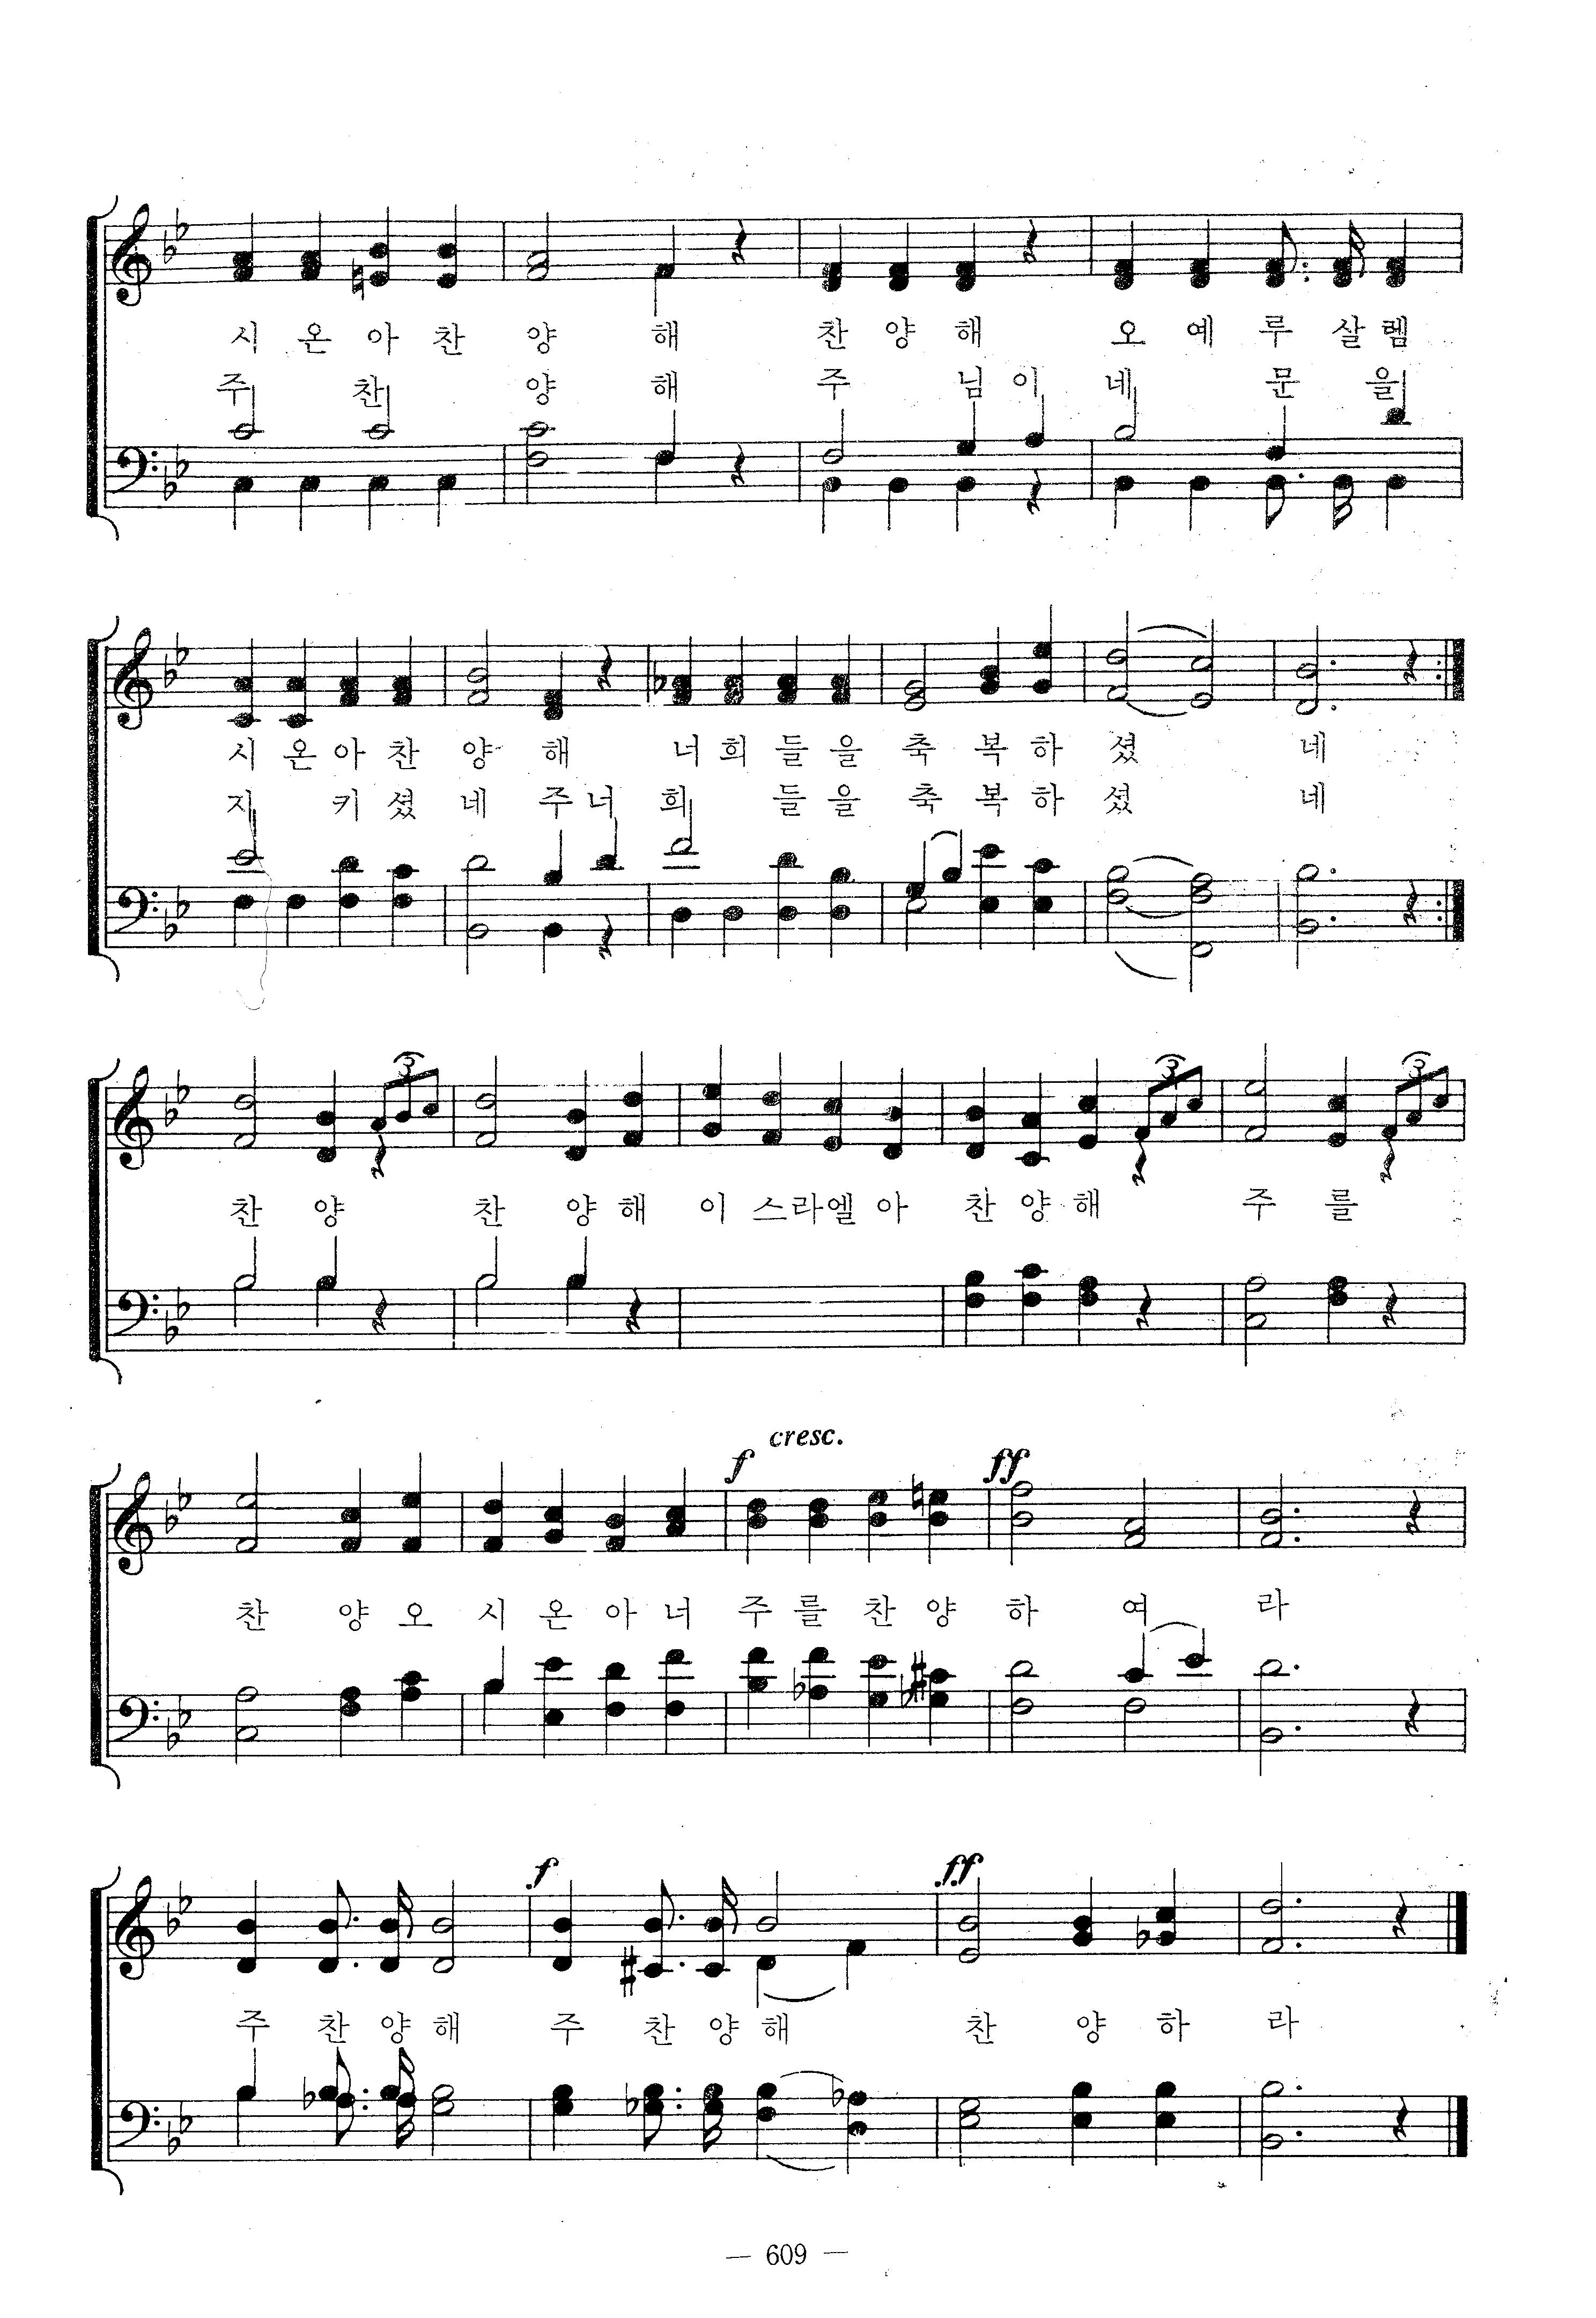 시 온 아 찬 양 해 찬 양 해 오 예 루 살 렘
주 찬 양 해 주 님 이 네 문 을
시 온 아 찬 양 해 너 희 들 을 축 복 하 셨 네
지 키 셨 네 주 너 희 들 을 축 복 하 셨 네
3
찬 양 찬 양 해 이 스 라 엘 아 찬 양 해 주 를
3 3
cresc.
f ff
찬 양 오 시 온 아 너 주 를 찬 양 하 여 라
f ff
주 찬 양 해 주 찬 양 해 찬 양 하 라
— 609 —